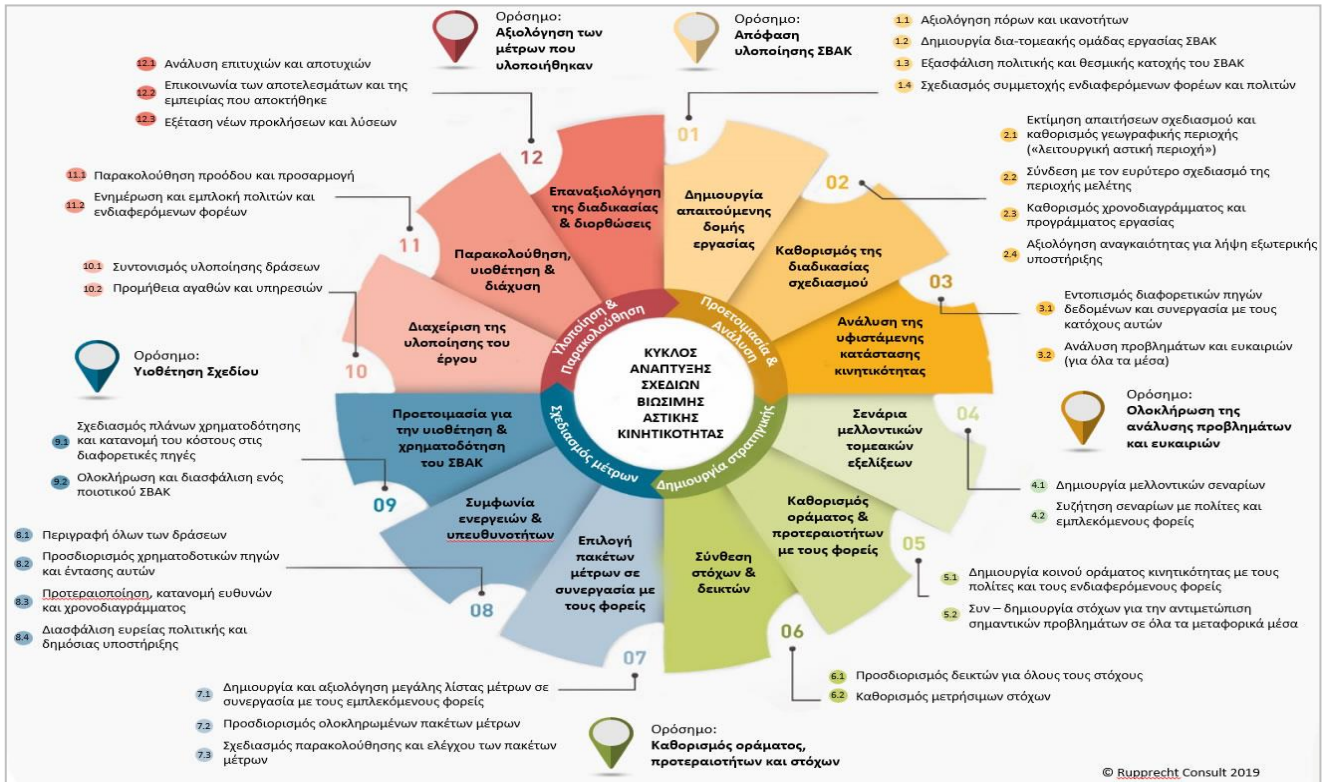 Ορόσημο:
Αξιολόγηση των
μέτρων που
υλοποιήθηκαν
Ορόσημο:
Απόφαση
υλοποίησης ΣΒΑΚ
1.1 Αξιολόγηση πόρων και ικανοτήτων
1.2 Δημιουργία δια-τομεακής ομάδας εργασίας ΣΒΑΚ
1.3 Εξασφάλιση πολιτικής και θεσμικής κατοχής του ΣΒΑΚ
1.4 Σχεδιασμός συμμετοχής ενδιαφερόμενων φορέων και πολιτών
12.1 Ανάλυση επιτυχιών και αποτυχιών
12.2 Επικοινωνία των αποτελεσμάτων και της
εμπειρίας που αποκτήθηκε
12.3 Εξέταση νέων προκλήσεων και λύσεων
2.1 Εκτίμηση απαιτήσεων σχεδιασμού και
καθορισμός γεωγραφικής περιοχής
(«λειτουργική αστική περιοχή»)
2.2 Σύνδεση με τον ευρύτερο σχεδιασμό της
περιοχής μελέτης
2.3 Καθορισμός χρονοδιαγράμματος και
προγράμματος εργασίας
2.4 Αξιολόγηση αναγκαιότητας για λήψη εξωτερικής
υποστήριξης
11.1 Παρακολούθηση προόδου και προσαρμογή
11.2 Ενημέρωση και εμπλοκή πολιτών και
ενδιαφερόμενων φορέων
10.1 Συντονισμός υλοποίησης δράσεων
10.2 Προμήθεια αγαθών και υπηρεσιών
3.1 Εντοπισμός διαφορετικών πηγών
δεδομένων και συνεργασία με τους
κατόχους αυτών
3.2 Ανάλυση προβλημάτων και ευκαιριών
(για όλα τα μέσα)
Ορόσημο:
Υιοθέτηση Σχεδίου
Ορόσημο:
Ολοκλήρωση της
ανάλυσης προβλημάτων
και ευκαιριών
01
Δημιουργία
απαιτούμενης
δομής
εργασίας
02
Καθορισμός της
διαδικασίας
σχεδιασμού
03
Ανάλυση της
υφιστάμενης
κατάστασης
κινητικότητας
04
Σενάρια
μελλοντικών
τομεακών
εξελίξεων
05
Καθορισμός
οράματος &
προτεραιοτήτων
με τους φορείς
06
Σύνθεση
στόχων &
δεικτών
07
Επιλογή
πακέτων
μέτρων σε
συνεργασία με
τους φορείς
08
Συμφωνία
ενεργειών &
υπευθυνοτήτων
09
Προετοιμασία για
την υιοθέτηση &
χρηματοδότηση
του ΣΒΑΚ
10
Διαχείριση της
υλοποίησης του
έργου
11
Παρακολούθηση,
υιοθέτηση &
διάχυση
12
Επαναξιολόγηση
της διαδικασίας
& διορθώσεις
Προετοιμασία &
Ανάλυση
Δημιουργία στρατηγικής
Σχεδιασμός μέτρων
Υλοποίηση &
Παρακολούθηση
ΚΥΚΛΟΣ
ΑΝΑΠΤΥΞΗΣ
ΣΧΕΔΙΩΝ
ΒΙΩΣΙΜΗΣ
ΑΣΤΙΚΗΣ
ΚΙΝΗΤΙΚΟΤΗΤΑΣ
9.1 Σχεδιασμός πλάνων χρηματοδότησης
και κατανομή του κόστους στις
διαφορετικές πηγές
9.2 Ολοκλήρωση και διασφάλιση ενός
ποιοτικού ΣΒΑΚ
4.1 Δημιουργία μελλοντικών σεναρίων
4.2 Συζήτηση σεναρίων με πολίτες και
εμπλεκόμενους φορείς
8.1 Περιγραφή όλων των δράσεων
8.2 Προσδιορισμός χρηματοδοτικών πηγών
και έντασης αυτών
8.3 Προτεραιοποίηση, κατανομή ευθυνών
και χρονοδιαγράμματος
8.4 Διασφάλιση ευρείας πολιτικής και
δημόσιας υποστήριξης
5.1 Δημιουργία κοινού οράματος κινητικότητας με τους
πολίτες και τους ενδιαφερόμενους φορείς
5.2 Συν – δημιουργία στόχων για την αντιμετώπιση
σημαντικών προβλημάτων σε όλα τα μεταφορικά μέσα
6.1 Προσδιορισμός δεικτών για όλους τους στόχους
6.2 Καθορισμός μετρήσιμων στόχων
7.1 Δημιουργία και αξιολόγηση μεγάλης λίστας μέτρων σε
συνεργασία με τους εμπλεκόμενους φορείς
7.2 Προσδιορισμός ολοκληρωμένων πακέτων μέτρων
7.3 Σχεδιασμός παρακολούθησης και ελέγχου των πακέτων
μέτρων
Ορόσημο:
Καθορισμός οράματος,
προτεραιοτήτων και στόχων
© Rupprecht Consult 2019